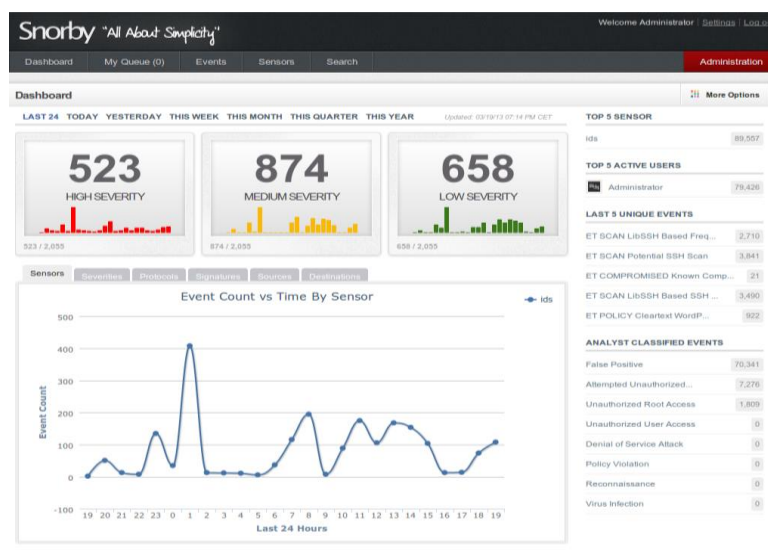 Snorby "All About Simplicity"
Welcome Administrator | Settings | Log o
Dashboard My Queue (0) Events Sensors Search Administration
Dashboard
More Options
LAST 24 TODAY YESTERDAY THIS WEEK THIS MONTH THIS QUARTER THIS YEAR Updated: 03/19/13 07:14 PM CET
523
HIGH SEVERITY
523 / 2,055
874
MEDIUM SEVERITY
874 / 2,055
658
LOW SEVERITY
658 / 2,055
Sensors Severities Protocols Signatures Sources Destinations
Event Count vs Time By Sensor
ids
Event Count
500
400
300
200
100
0
-100
19 20 21 22 23 0 1 2 3 4 5 6 7 8 9 10 11 12 13 14 15 16 17 18 19
Last 24 Hours
TOP 5 SENSOR
ids 89,557
TOP 5 ACTIVE USERS
Administrator 79,426
LAST 5 UNIQUE EVENTS
ET SCAN LibSSH Based Freq... 2,710
ET SCAN Potential SSH Scan 3,841
ET COMPROMISED Known Comp... 21
ET SCAN LibSSH Based SSH ... 3,490
ET POLICY Cleartext WordP... 922
ANALYST CLASSIFIED EVENTS
False Positive 70,341
Attempted Unauthorized... 7,276
Unauthorized Root Access 1,809
Unauthorized User Access 0
Denial of Service Attack 0
Policy Violation 0
Reconnaissance 0
Virus Infection 0